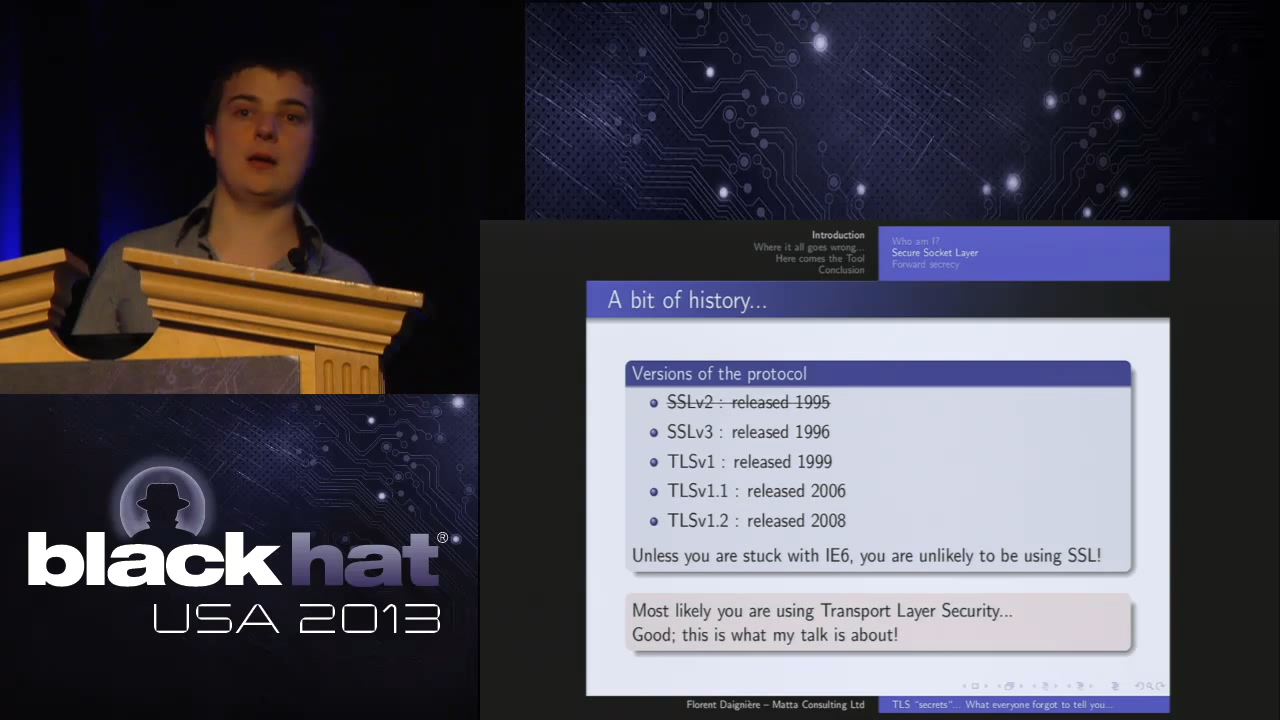 Introduction
Where it all goes wrong...
Here comes the Tool
Conclusion
Who am I?
Secure Socket Layer
Forward secrecy
A bit of history...
Versions of the protocol
SSLv2 : released 1995
SSLv3 : released 1996
TLSv1 : released 1999
TLSv1.1 : released 2006
TLSv1.2 : released 2008
Unless you are stuck with IE6, you are unlikely to be using SSL!
Most likely you are using Transport Layer Security...
Good; this is what my talk is about!
Florent Daignière – Matta Consulting Ltd
TLS "secrets"... What everyone forgot to tell you...
black hat®
USA 2013